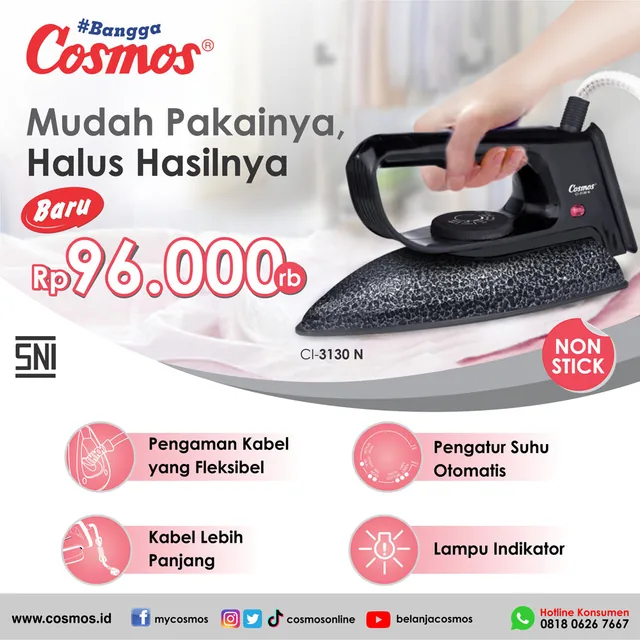 #Bangga
Cosmos®
Mudah Pakainya,
Halus Hasilnya
Baru
Rp96.000rb
Cosmos
CI-3130 N
SNI
NON
STICK
Pengaman Kabel
yang Fleksibel
Pengatur Suhu
Otomatis
Kabel Lebih
Panjang
Lampu Indikator
www.cosmos.id
mycosmos
cosmosonline
belanjacosmos
Hotline Konsumen
0818 0626 7667